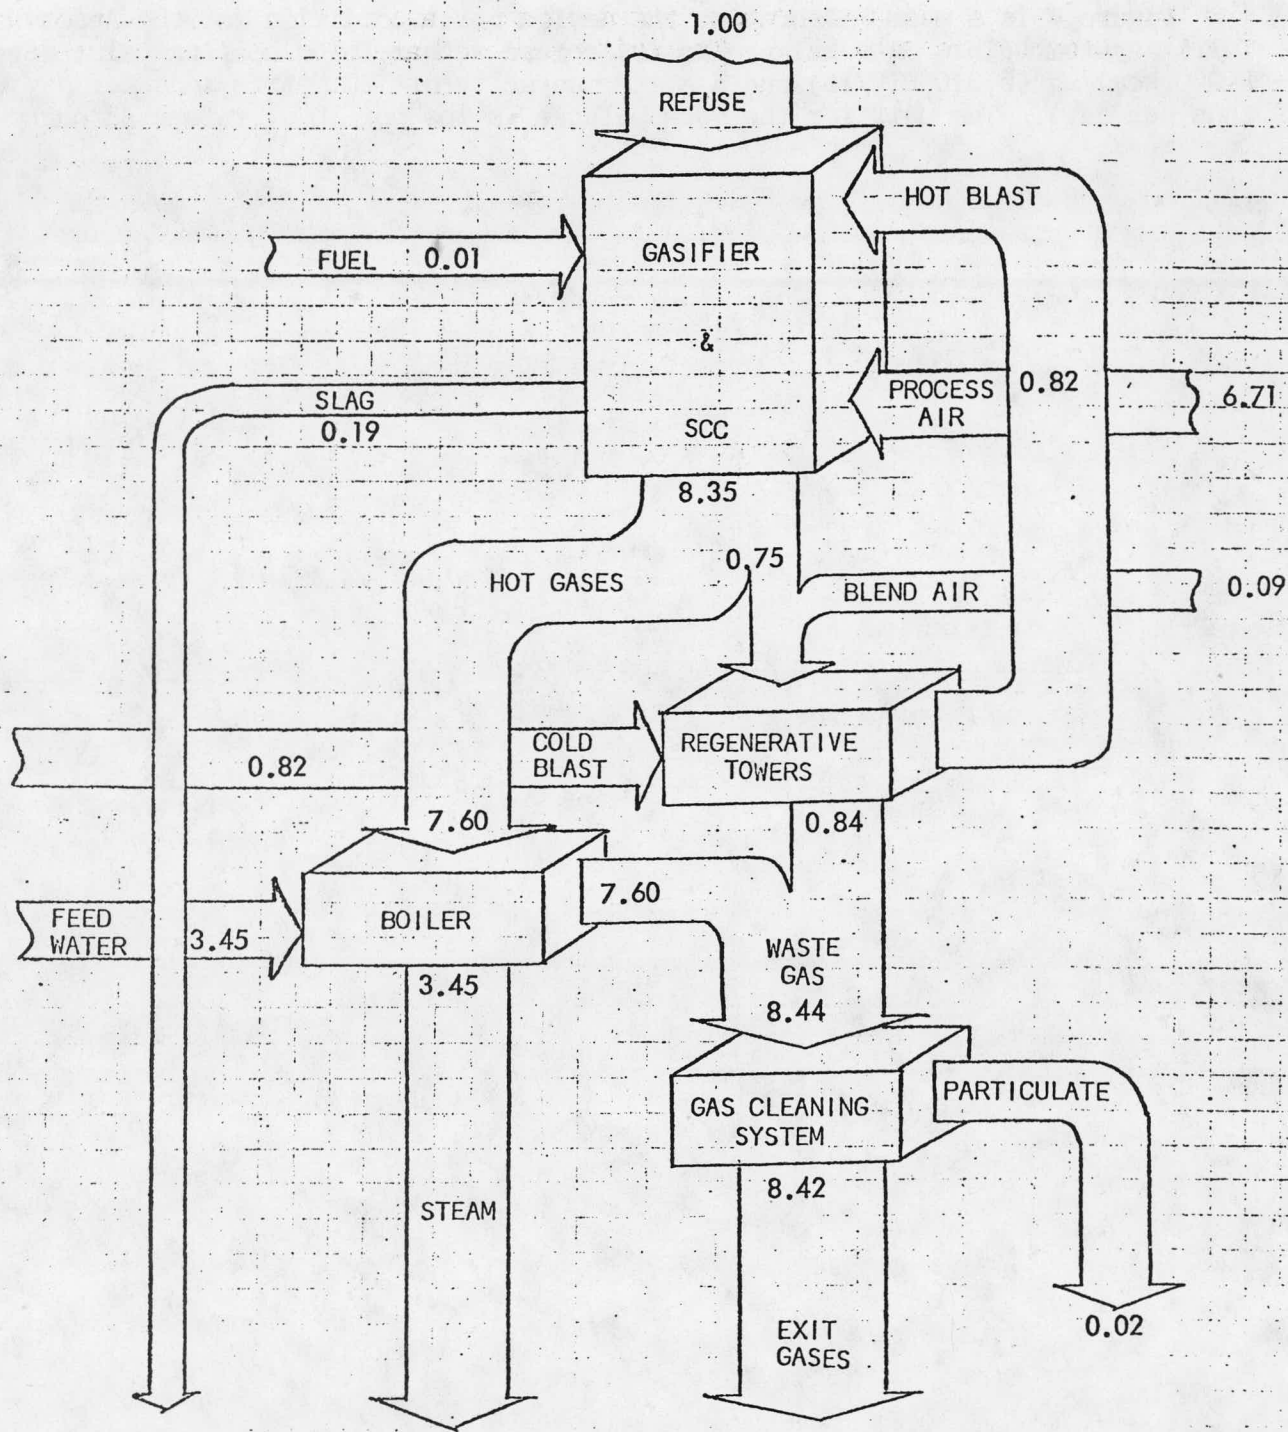 1.00
REFUSE
HOT BLAST
FUEL 0.01
GASIFIER
&
SCC
PROCESS
AIR
0.82
6.71
SLAG
0.19
8.35
0.75
HOT GASES
BLEND AIR
0.09
COLD
BLAST
0.82
REGENERATIVE
TOWERS
7.60
0.84
FEED
WATER
3.45
BOILER
7.60
3.45
WASTE
GAS
8.44
GAS CLEANING
SYSTEM
PARTICULATE
8.42
STEAM
EXIT
GASES
0.02